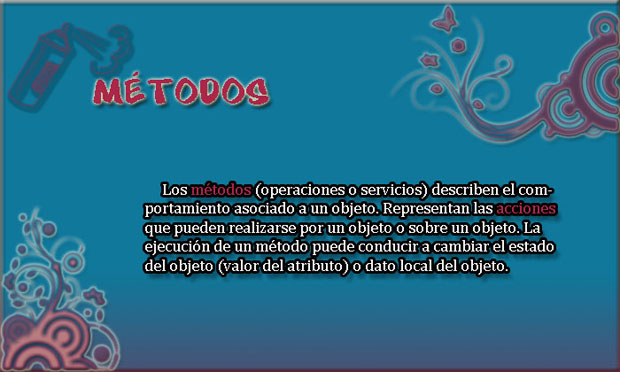 MÉTODOS
Los métodos (operaciones o servicios) describen el com-
portamiento asociado a un objeto. Representan las acciones
que pueden realizarse por un objeto o sobre un objeto. La
ejecución de un método puede conducir a cambiar el estado
del objeto (valor del atributo) o dato local del objeto.